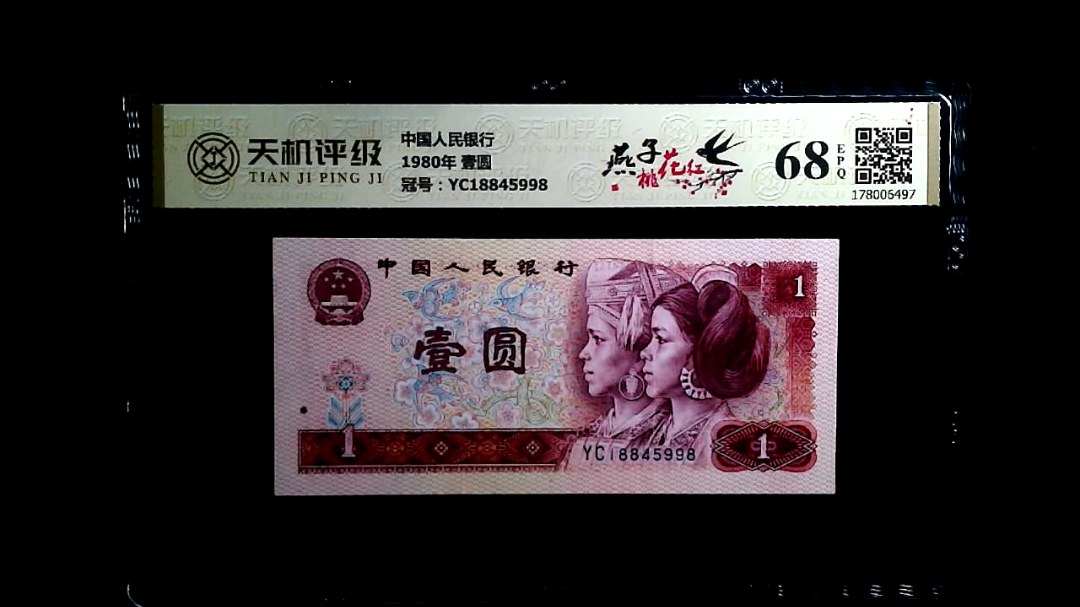 天机评级
TIAN JI PING JI
中国人民银行
1980年 壹圆
冠号：YC18845998
燕子
桃花红
68
EPQ
178006497
中国人民银行
1
壹圆
1
YC18845998
1